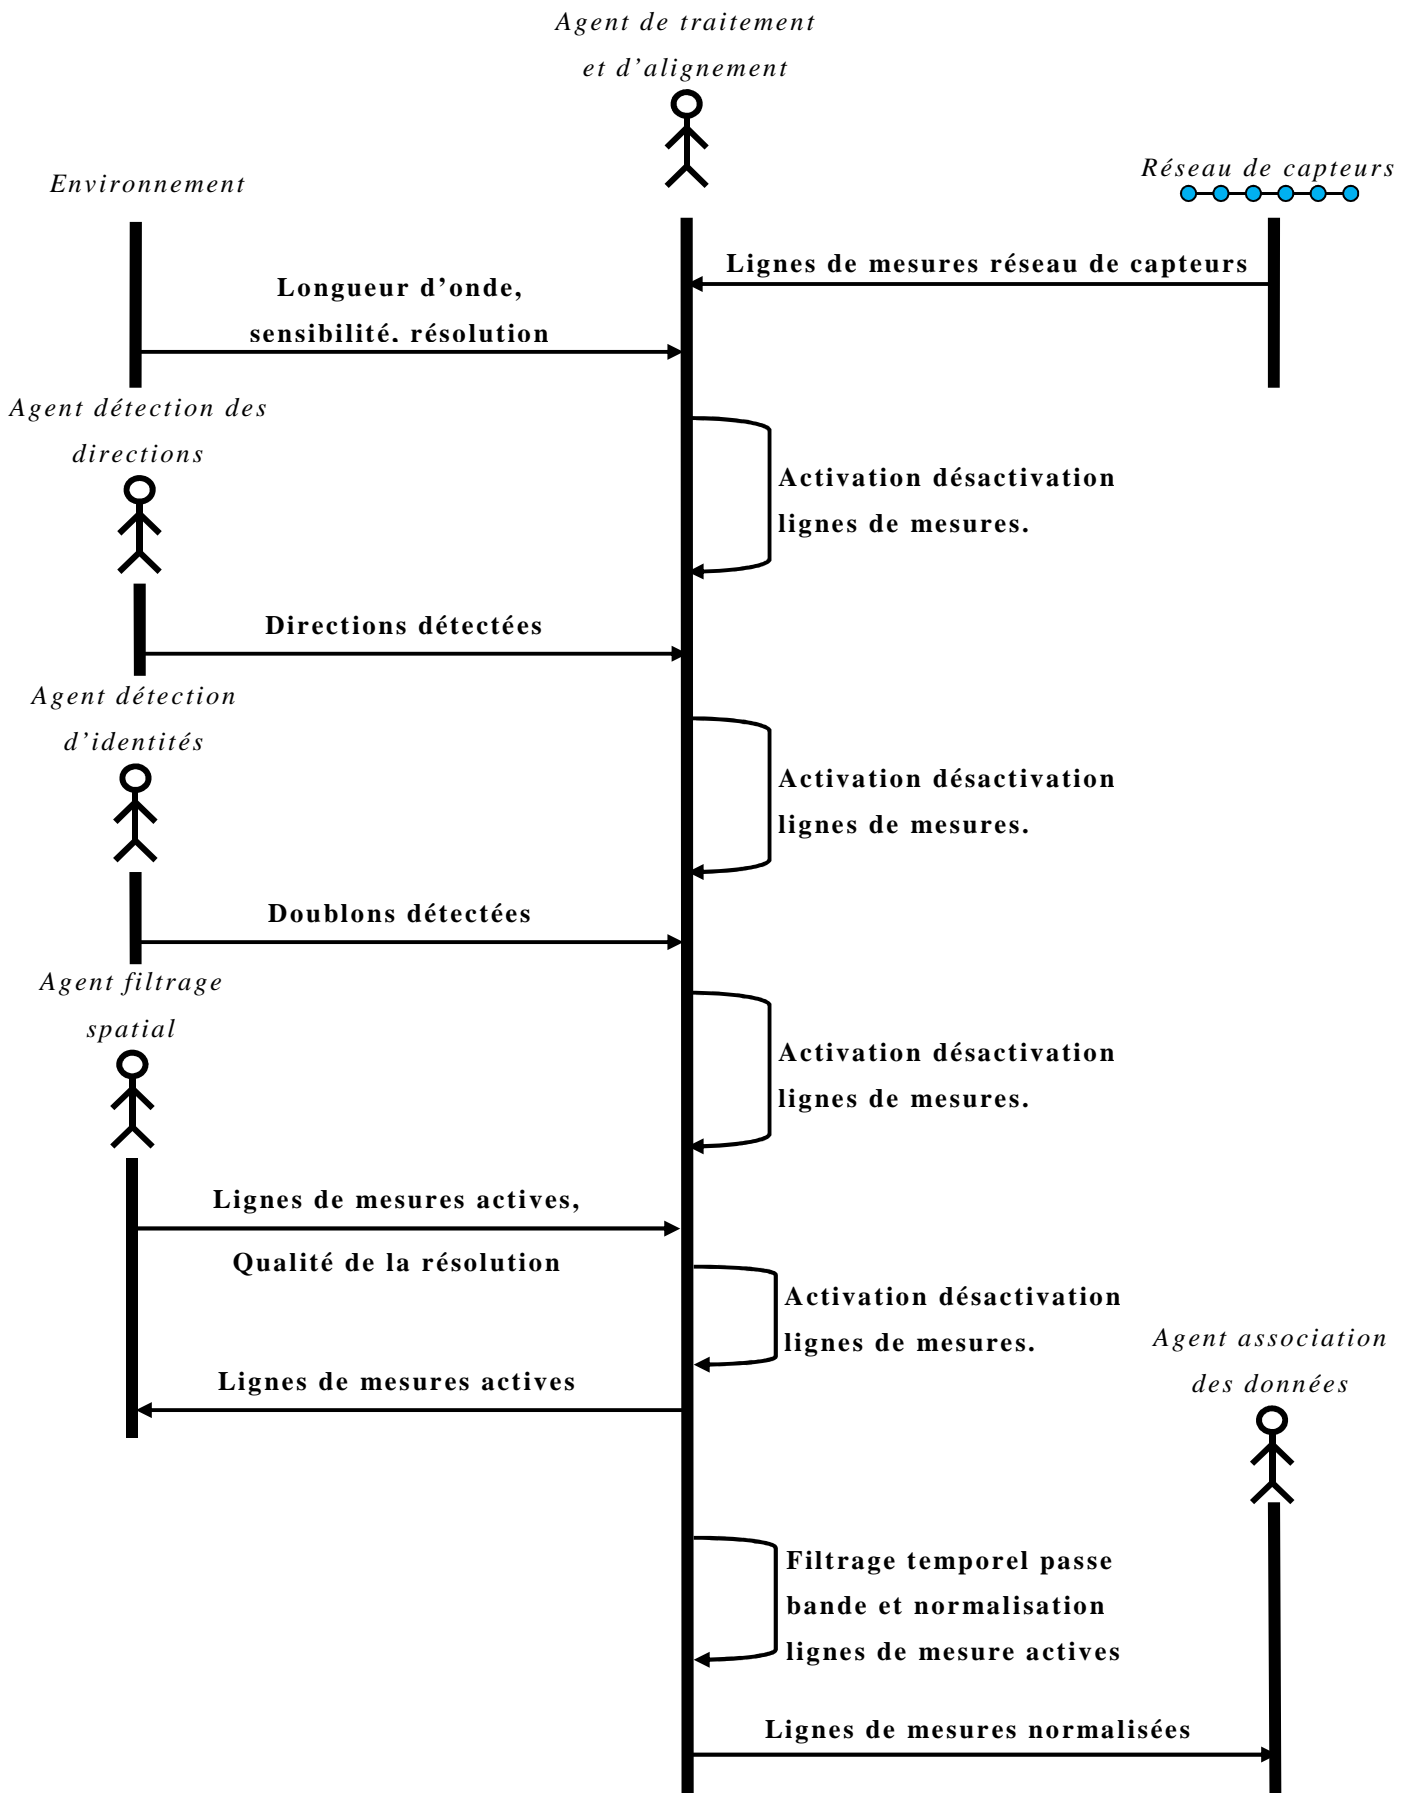 Agent de traitement
et d’alignement
Environnement
Réseau de capteurs
Lignes de mesures réseau de capteurs
Longueur d’onde,
sensibilité. résolution
Agent détection des
directions
Activation désactivation
lignes de mesures.
Directions détectées
Agent détection
d’identités
Activation désactivation
lignes de mesures.
Doublons détectées
Agent filtrage
spatial
Activation désactivation
lignes de mesures.
Lignes de mesures actives,
Qualité de la résolution
Activation désactivation
lignes de mesures.
Agent association
des données
Lignes de mesures actives
Filtrage temporel passe
bande et normalisation
lignes de mesure actives
Lignes de mesures normalisées